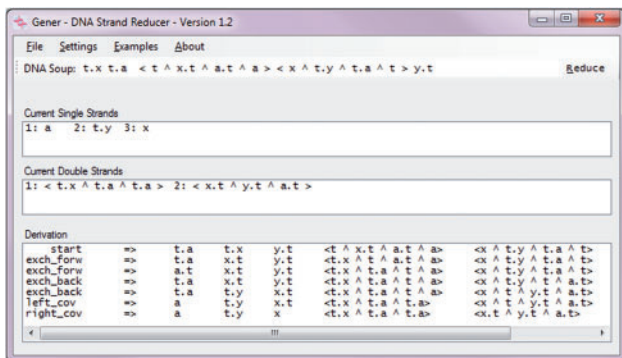 Gener - DNA Strand Reducer - Version 1.2
File Settings Examples About
DNA Soup: t.x t.a < t ^ x.t ^ a.t ^ a > < x ^ t.y ^ t.a ^ t > y.t Reduce
Current Single Strands
1: a 2: t.y 3: x
Current Double Strands
1: < t.x ^ t.a ^ t.a > 2: < x.t ^ y.t ^ a.t >
Derivation
start => t.a t.x y.t <t ^ x.t ^ a.t ^ a> <x ^ t.y ^ t.a ^ t>
exch_forw => t.a x.t y.t <t.x ^ t ^ a.t ^ a> <x ^ t.y ^ t.a ^ t>
exch_forw => a.t x.t y.t <t.x ^ t.a ^ t ^ a> <x ^ t.y ^ t.a ^ t>
exch_back => t.a x.t y.t <t.x ^ t.a ^ t ^ a> <x ^ t.y ^ t ^ a.t>
exch_back => t.a t.y x.t <t.x ^ t.a ^ t ^ a> <x ^ t ^ y.t ^ a.t>
left_cov => a t.y x.t <t.x ^ t.a ^ t.a> <x ^ t ^ y.t ^ a.t>
right_cov => a t.y x <t.x ^ t.a ^ t.a> <x.t ^ y.t ^ a.t>